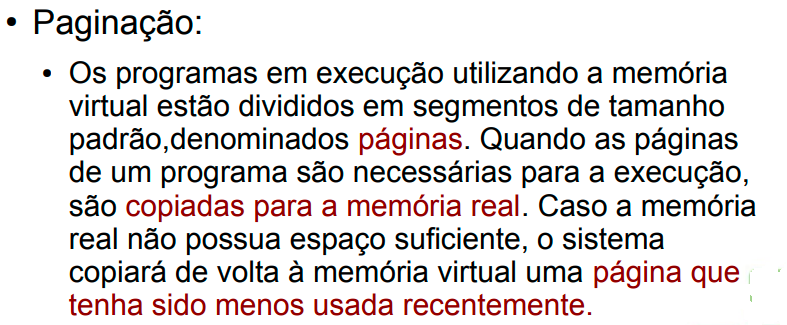 • Paginação:
• Os programas em execução utilizando a memória
virtual estão divididos em segmentos de tamanho
padrão,denominados páginas. Quando as páginas
de um programa são necessárias para a execução,
são copiadas para a memória real. Caso a memória
real não possua espaço suficiente, o sistema
copiará de volta à memória virtual uma página que
tenha sido menos usada recentemente.